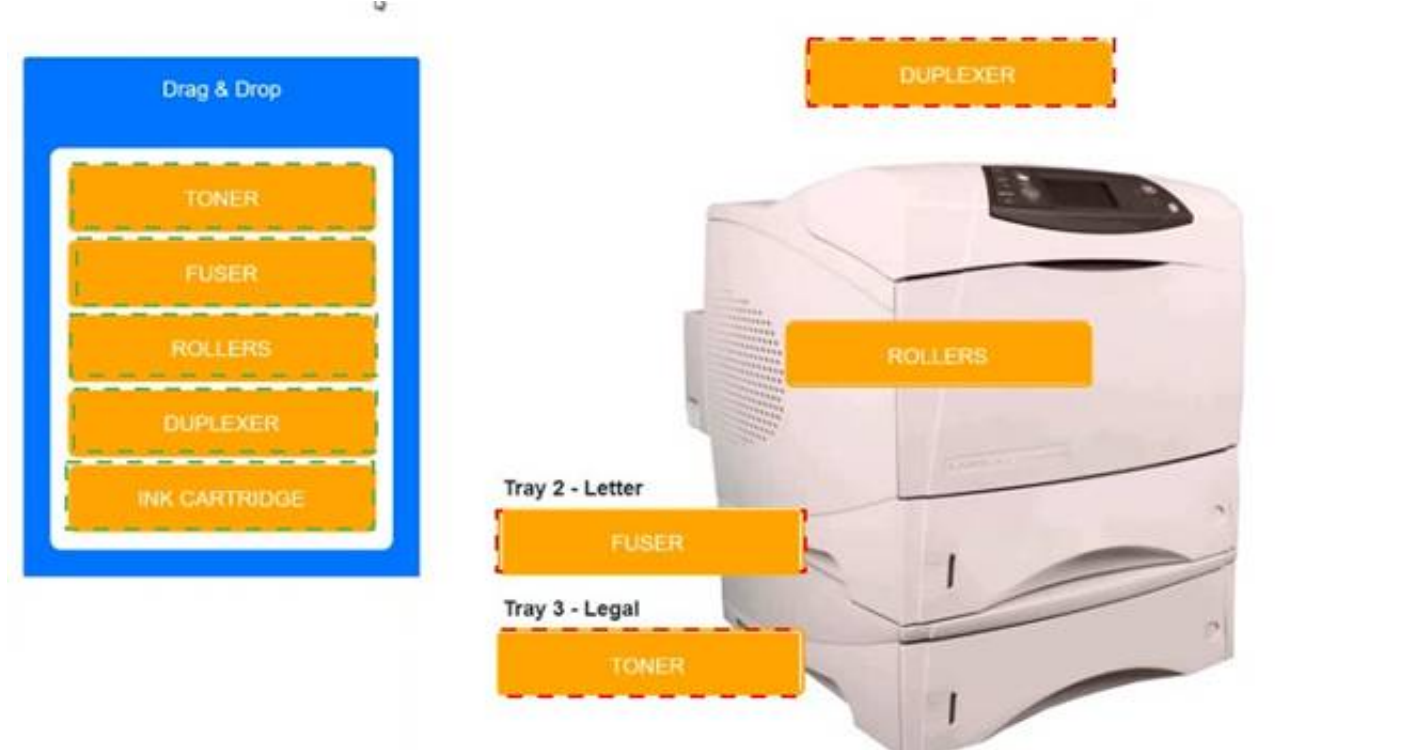 Drag & Drop
TONER
FUSER
ROLLERS
DUPLEXER
INK CARTRIDGE
DUPLEXER
ROLLERS
Tray 2 - Letter
FUSER
Tray 3 - Legal
TONER